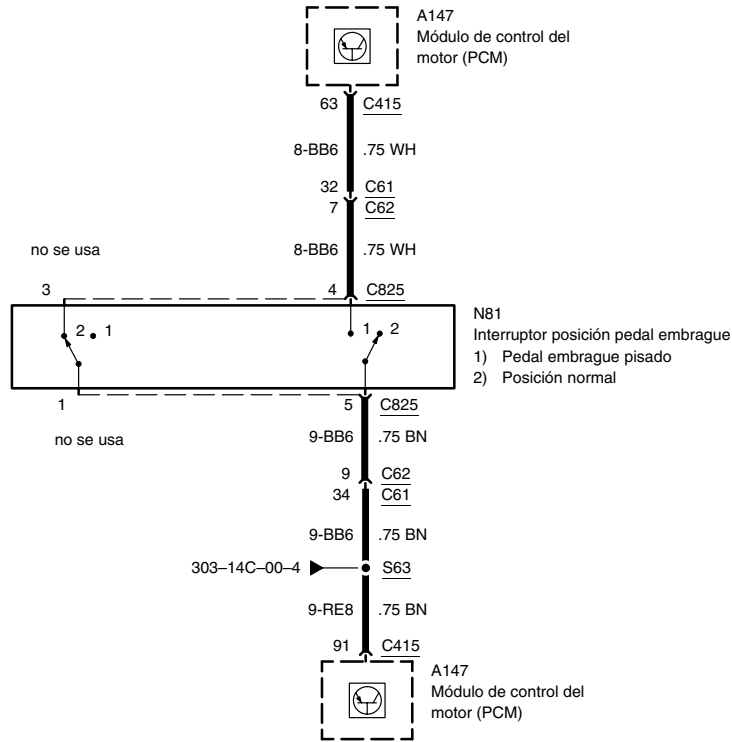 A147
Módulo de control del
motor (PCM)
63 C415
8-BB6 .75 WH
32 C61
7 C62
8-BB6 .75 WH
no se usa
3 4 C825
2 1 1 2
N81
Interruptor posición pedal embrague
1) Pedal embrague pisado
2) Posición normal
1 5 C825
no se usa
9-BB6 .75 BN
9 C62
34 C61
9-BB6 .75 BN
303–14C–00–4 S63
9-RE8 .75 BN
91 C415
A147
Módulo de control del
motor (PCM)